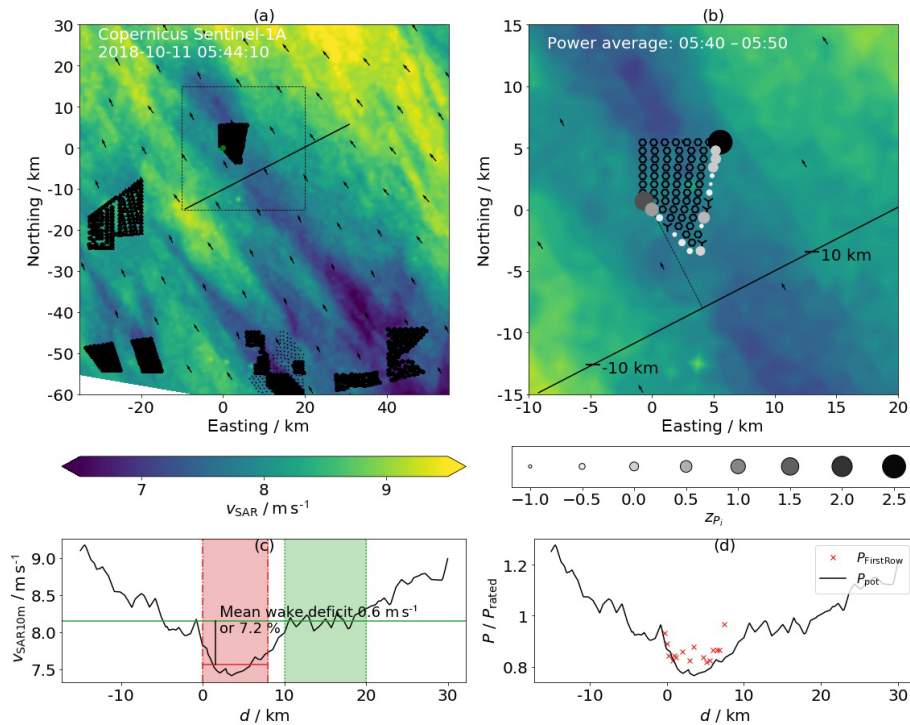 (a)
Copernicus Sentinel-1A
2018-10-11 05:44:10
30
20
10
0
-10
-20
-30
-40
-50
-60
Northing / km
-20
0
20
40
Easting / km
(b)
Power average: 05:40 – 05:50
15
10
5
0
-5
-10
-15
Northing / km
10 km
-10 km
-10
-5
0
5
10
15
20
Easting / km
7
8
9
vSAR / m s⁻¹
−1.0
−0.5
0.0
0.5
1.0
1.5
2.0
2.5
zPi
(c)
9.0
8.5
8.0
7.5
vSAR10m / m s⁻¹
Mean wake deficit 0.6 m s⁻¹
or 7.2 %
-10
0
10
20
30
d / km
(d)
1.2
1
0.8
P / Prated
PFirstRow
Ppot
-10
0
10
20
30
d / km